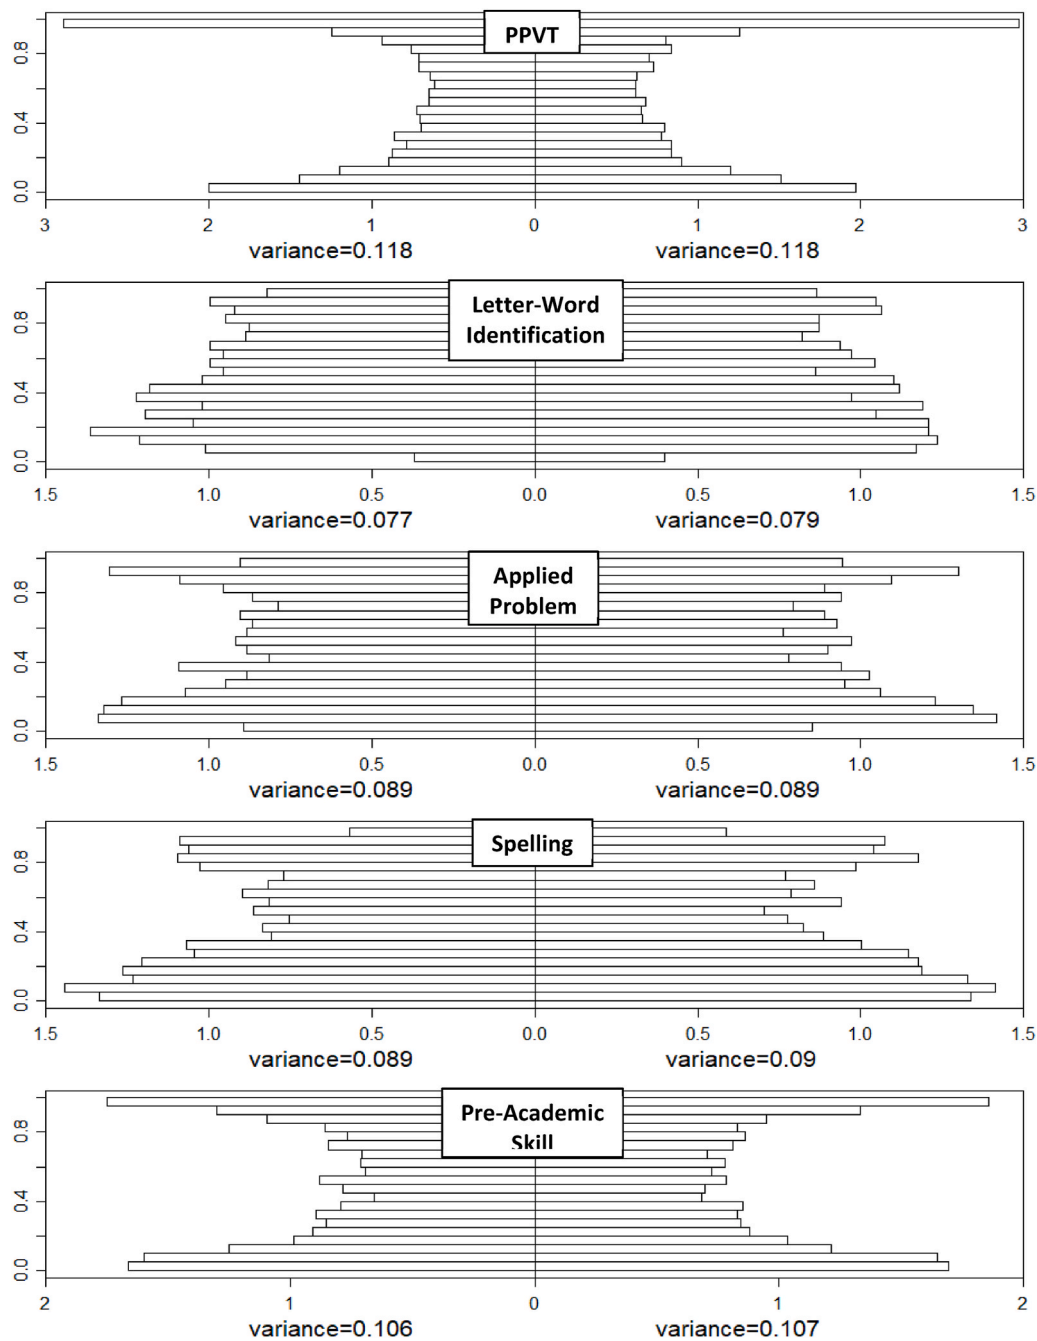 PPVT
0.8
0.4
0.0
3 2 1 0 1 2 3
variance=0.118 variance=0.118
Letter-Word
Identification
0.8
0.4
0.0
1.5 1.0 0.5 0.0 0.5 1.0 1.5
variance=0.077 variance=0.079
Applied
Problem
0.8
0.4
0.0
1.5 1.0 0.5 0.0 0.5 1.0 1.5
variance=0.089 variance=0.089
Spelling
0.8
0.4
0.0
1.5 1.0 0.5 0.0 0.5 1.0 1.5
variance=0.089 variance=0.09
Pre-Academic
Skill
0.8
0.4
0.0
2 1 0 1 2
variance=0.106 variance=0.107